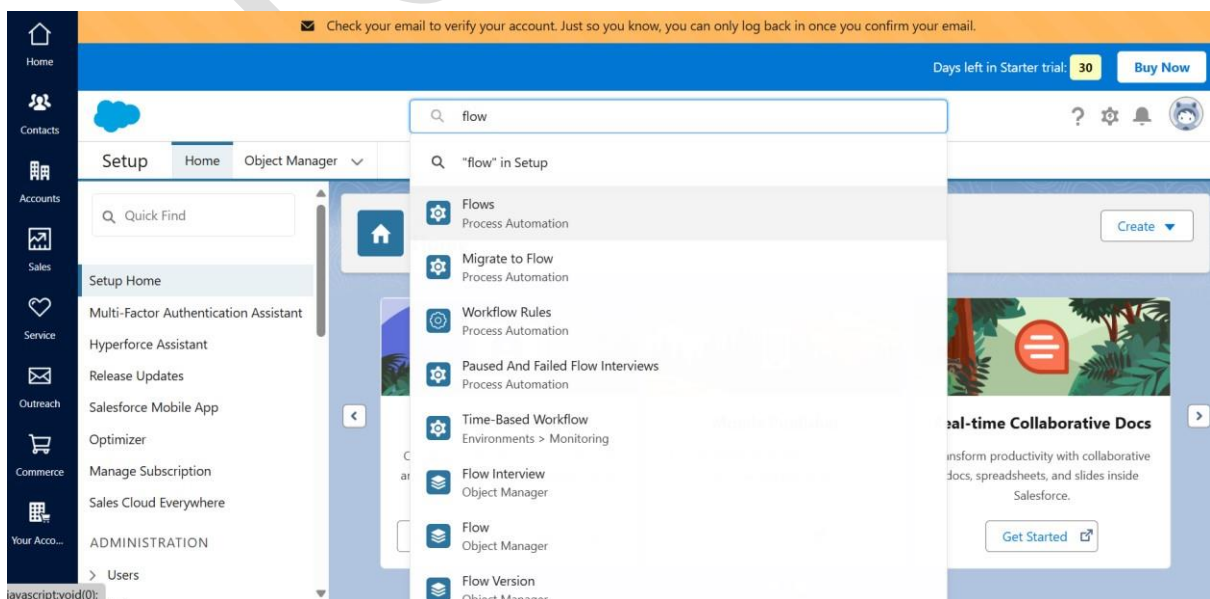 Check your email to verify your account. Just so you know, you can only log back in once you confirm your email.
Days left in Starter trial: 30 Buy Now
Home
Contacts
Accounts
Sales
Service
Outreach
Commerce
Your Acco...
flow
Setup Home Object Manager
"flow" in Setup
Flows
Process Automation
Migrate to Flow
Process Automation
Workflow Rules
Process Automation
Paused And Failed Flow Interviews
Process Automation
Time-Based Workflow
Environments > Monitoring
Flow Interview
Object Manager
Flow
Object Manager
Flow Version
Object Manager
Quick Find
Setup Home
Multi-Factor Authentication Assistant
Hyperforce Assistant
Release Updates
Salesforce Mobile App
Optimizer
Manage Subscription
Sales Cloud Everywhere
ADMINISTRATION
> Users
Create
eal-time Collaborative Docs
nsform productivity with collaborative
docs, spreadsheets, and slides inside
Salesforce.
Get Started
javascript:void(0);